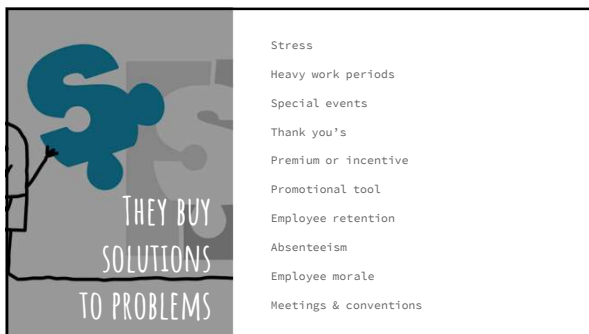 They buy
solutions
to problems
Stress
Heavy work periods
Special events
Thank you's
Premium or incentive
Promotional tool
Employee retention
Absenteeism
Employee morale
Meetings & conventions